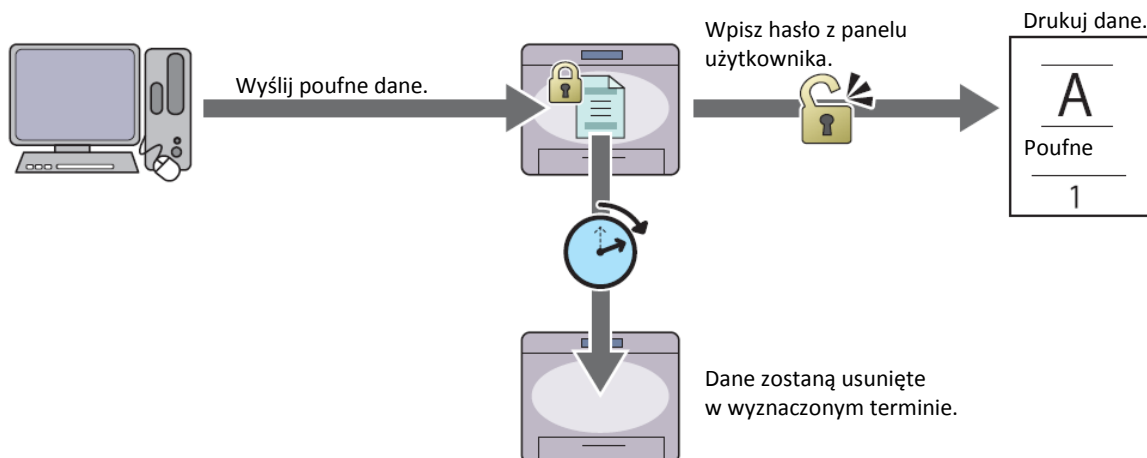 Wyślij poufne dane.
Wpisz hasło z panelu
użytkownika.
Drukuj dane.
A
Poufne
1
Dane zostaną usunięte
w wyznaczonym terminie.